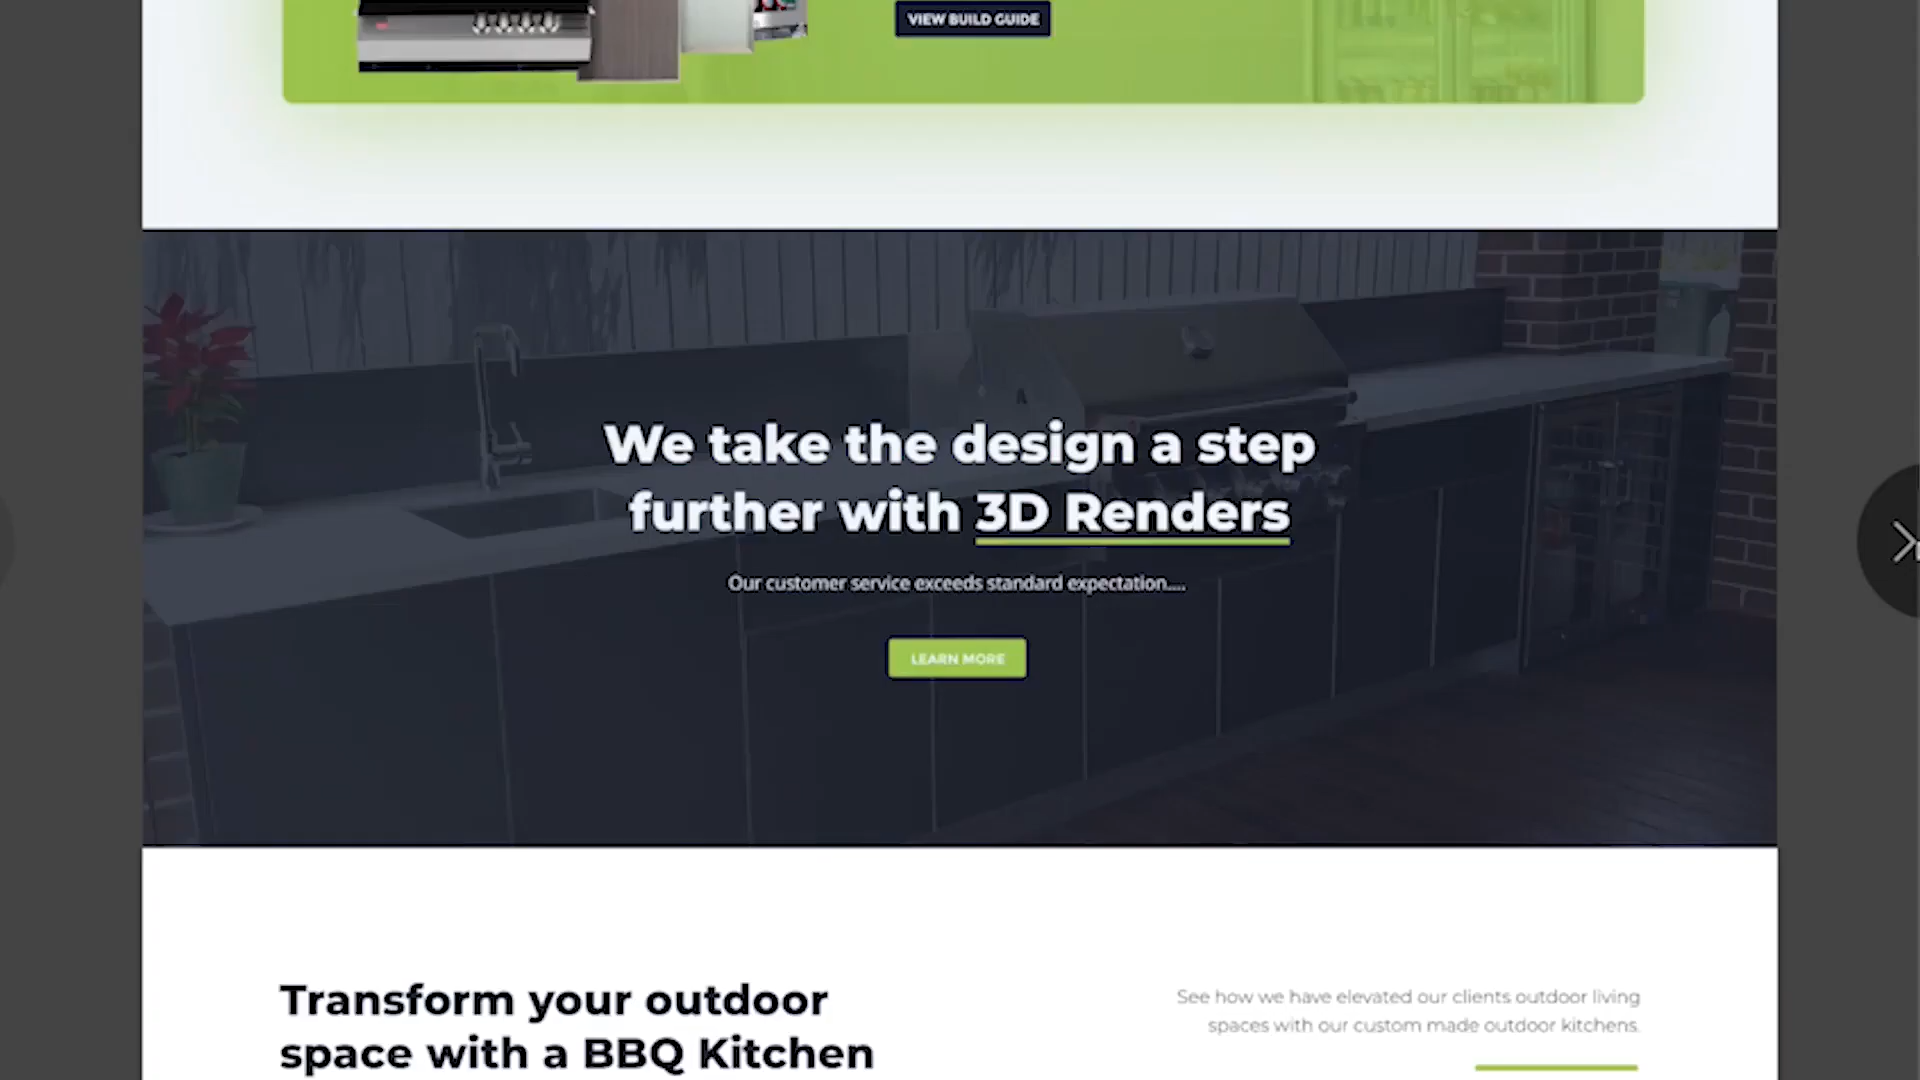 VIEW BUILD GUIDE
We take the design a step
further with 3D Renders
Our customer service exceeds standard expectation....
LEARN MORE
Transform your outdoor
space with a BBQ Kitchen
See how we have elevated our clients outdoor living
spaces with our custom made outdoor kitchens.